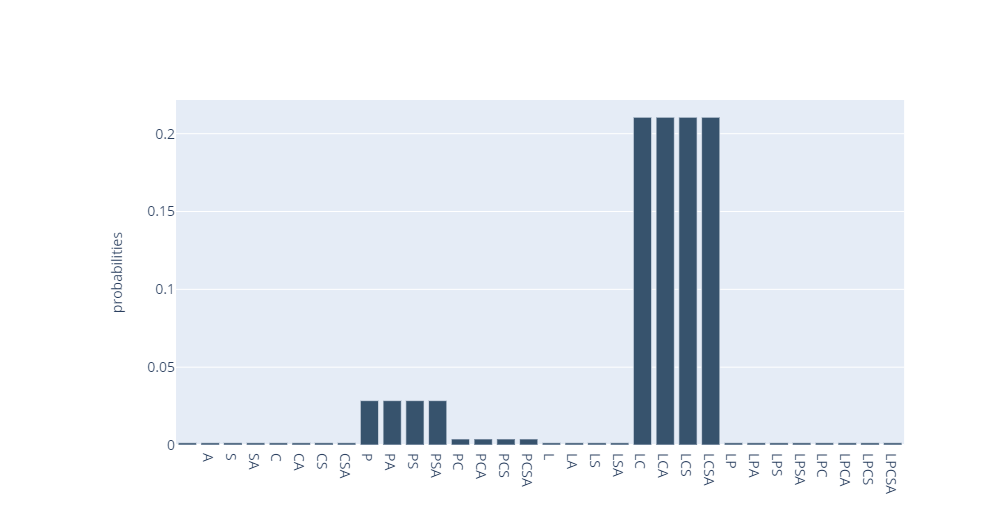 probabilities
0.2
0.15
0.1
0.05
0
A
S
SA
C
CA
CS
CSA
P
PA
PS
PSA
PC
PCA
PCS
PCSA
L
LA
LS
LSA
LC
LCA
LCS
LCSA
LP
LPA
LPS
LPSA
LPC
LPCA
LPCS
LPCSA